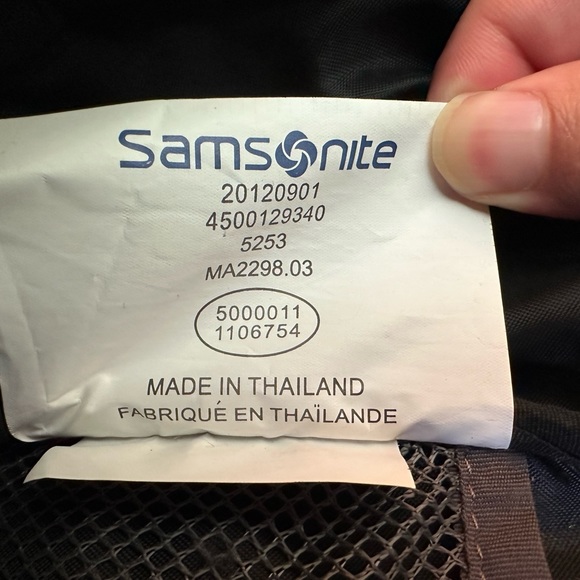 Samsonite
20120901
4500129340
5253
MA2298.03
5000011
1106754
MADE IN THAILAND
FABRIQUÉ EN THAÏLANDE